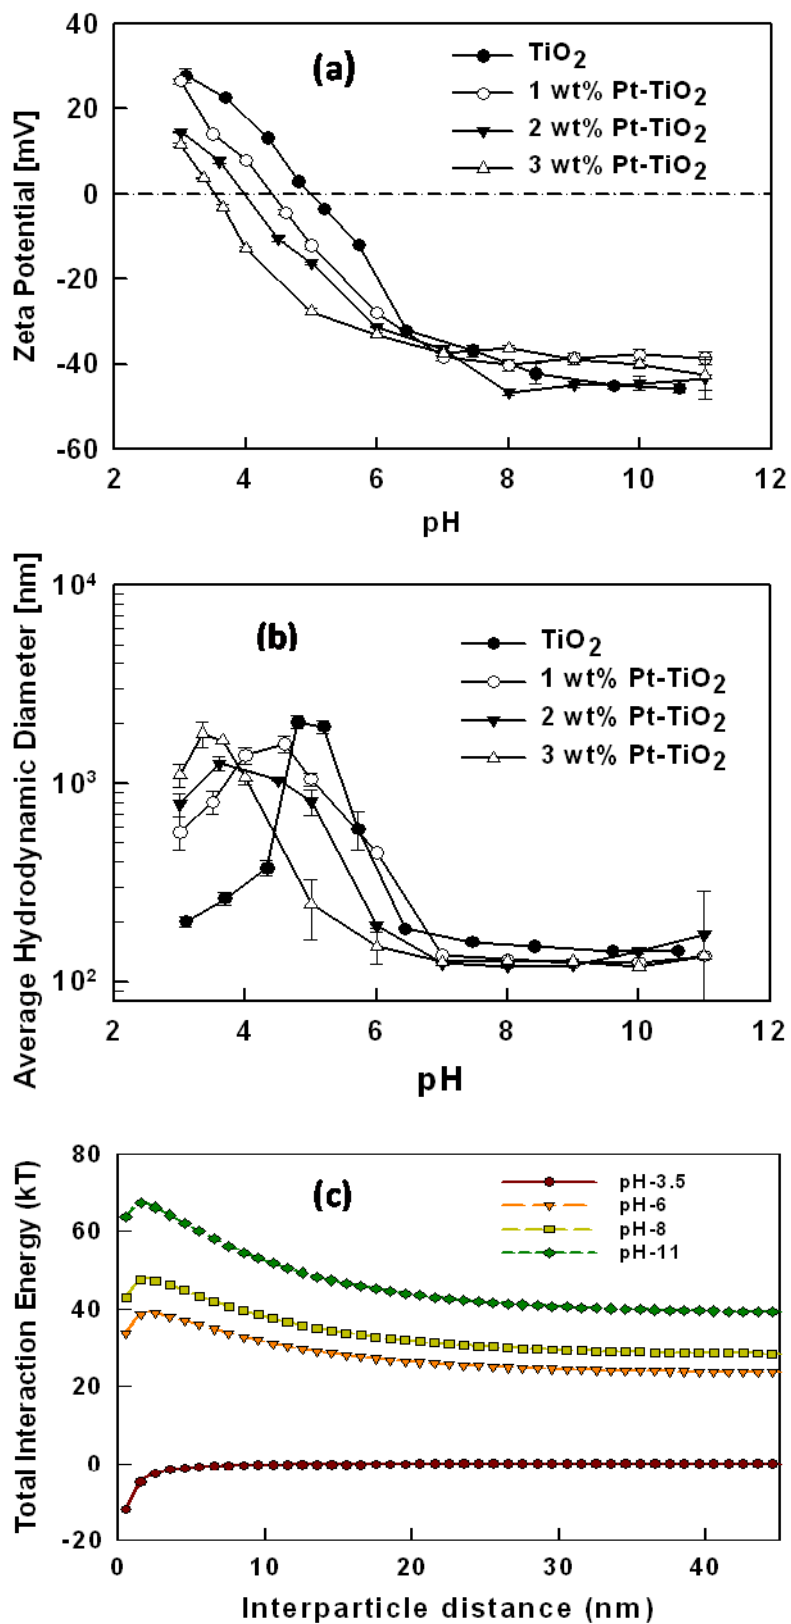 40
20
0
-20
-40
-60
Zeta Potential [mV]
(a)
TiO2
1 wt% Pt-TiO2
2 wt% Pt-TiO2
3 wt% Pt-TiO2
2 4 6 8 10 12
pH
10^4
10^3
10^2
Average Hydrodynamic Diameter [nm]
(b)
TiO2
1 wt% Pt-TiO2
2 wt% Pt-TiO2
3 wt% Pt-TiO2
2 4 6 8 10 12
pH
80
60
40
20
0
-20
Total Interaction Energy (kT)
(c)
pH-3.5
pH-6
pH-8
pH-11
0 10 20 30 40
Interparticle distance (nm)